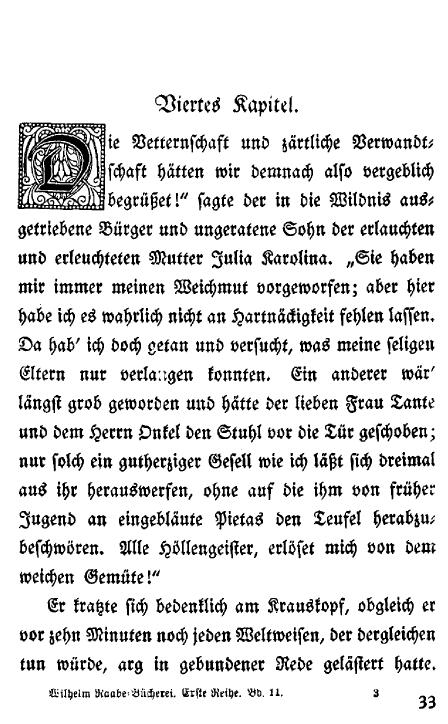 Viertes Kapitel.
Die Vetternschaft und zärtliche Verwandt-
schaft hätten wir demnach also vergeblich
begrüßet!“ sagte der in die Wildnis aus-
getriebene Bürger und ungeratene Sohn der erlauchten
und erleuchteten Mutter Julia Karolina. „Sie haben
mir immer meinen Weichmut vorgeworfen; aber hier
habe ich es wahrlich nicht an Hartnäckigkeit fehlen lassen.
Da hab’ ich doch getan und versucht, was meine seligen
Eltern nur verlangen konnten. Ein anderer wär’
längst grob geworden und hätte der lieben Frau Tante
und dem Herrn Onkel den Stuhl vor die Tür geschoben;
nur solch ein gutherziger Gesell wie ich läßt sich dreimal
aus ihr herauswerfen, ohne auf die ihm von früher
Jugend an eingebläute Pietas den Teufel herabzu-
beschwören. Alle Höllengeister, erlöset mich von dem
weichen Gemüte!“
Er kratzte sich bedenklich am Krauskopf, obgleich er
vor zehn Minuten noch jeden Weltweisen, der dergleichen
tun würde, arg in gebundener Rede gelästert hatte.
Wilhelm Raabe-Bücherei. Erste Reihe. Bd. 11. 3
33